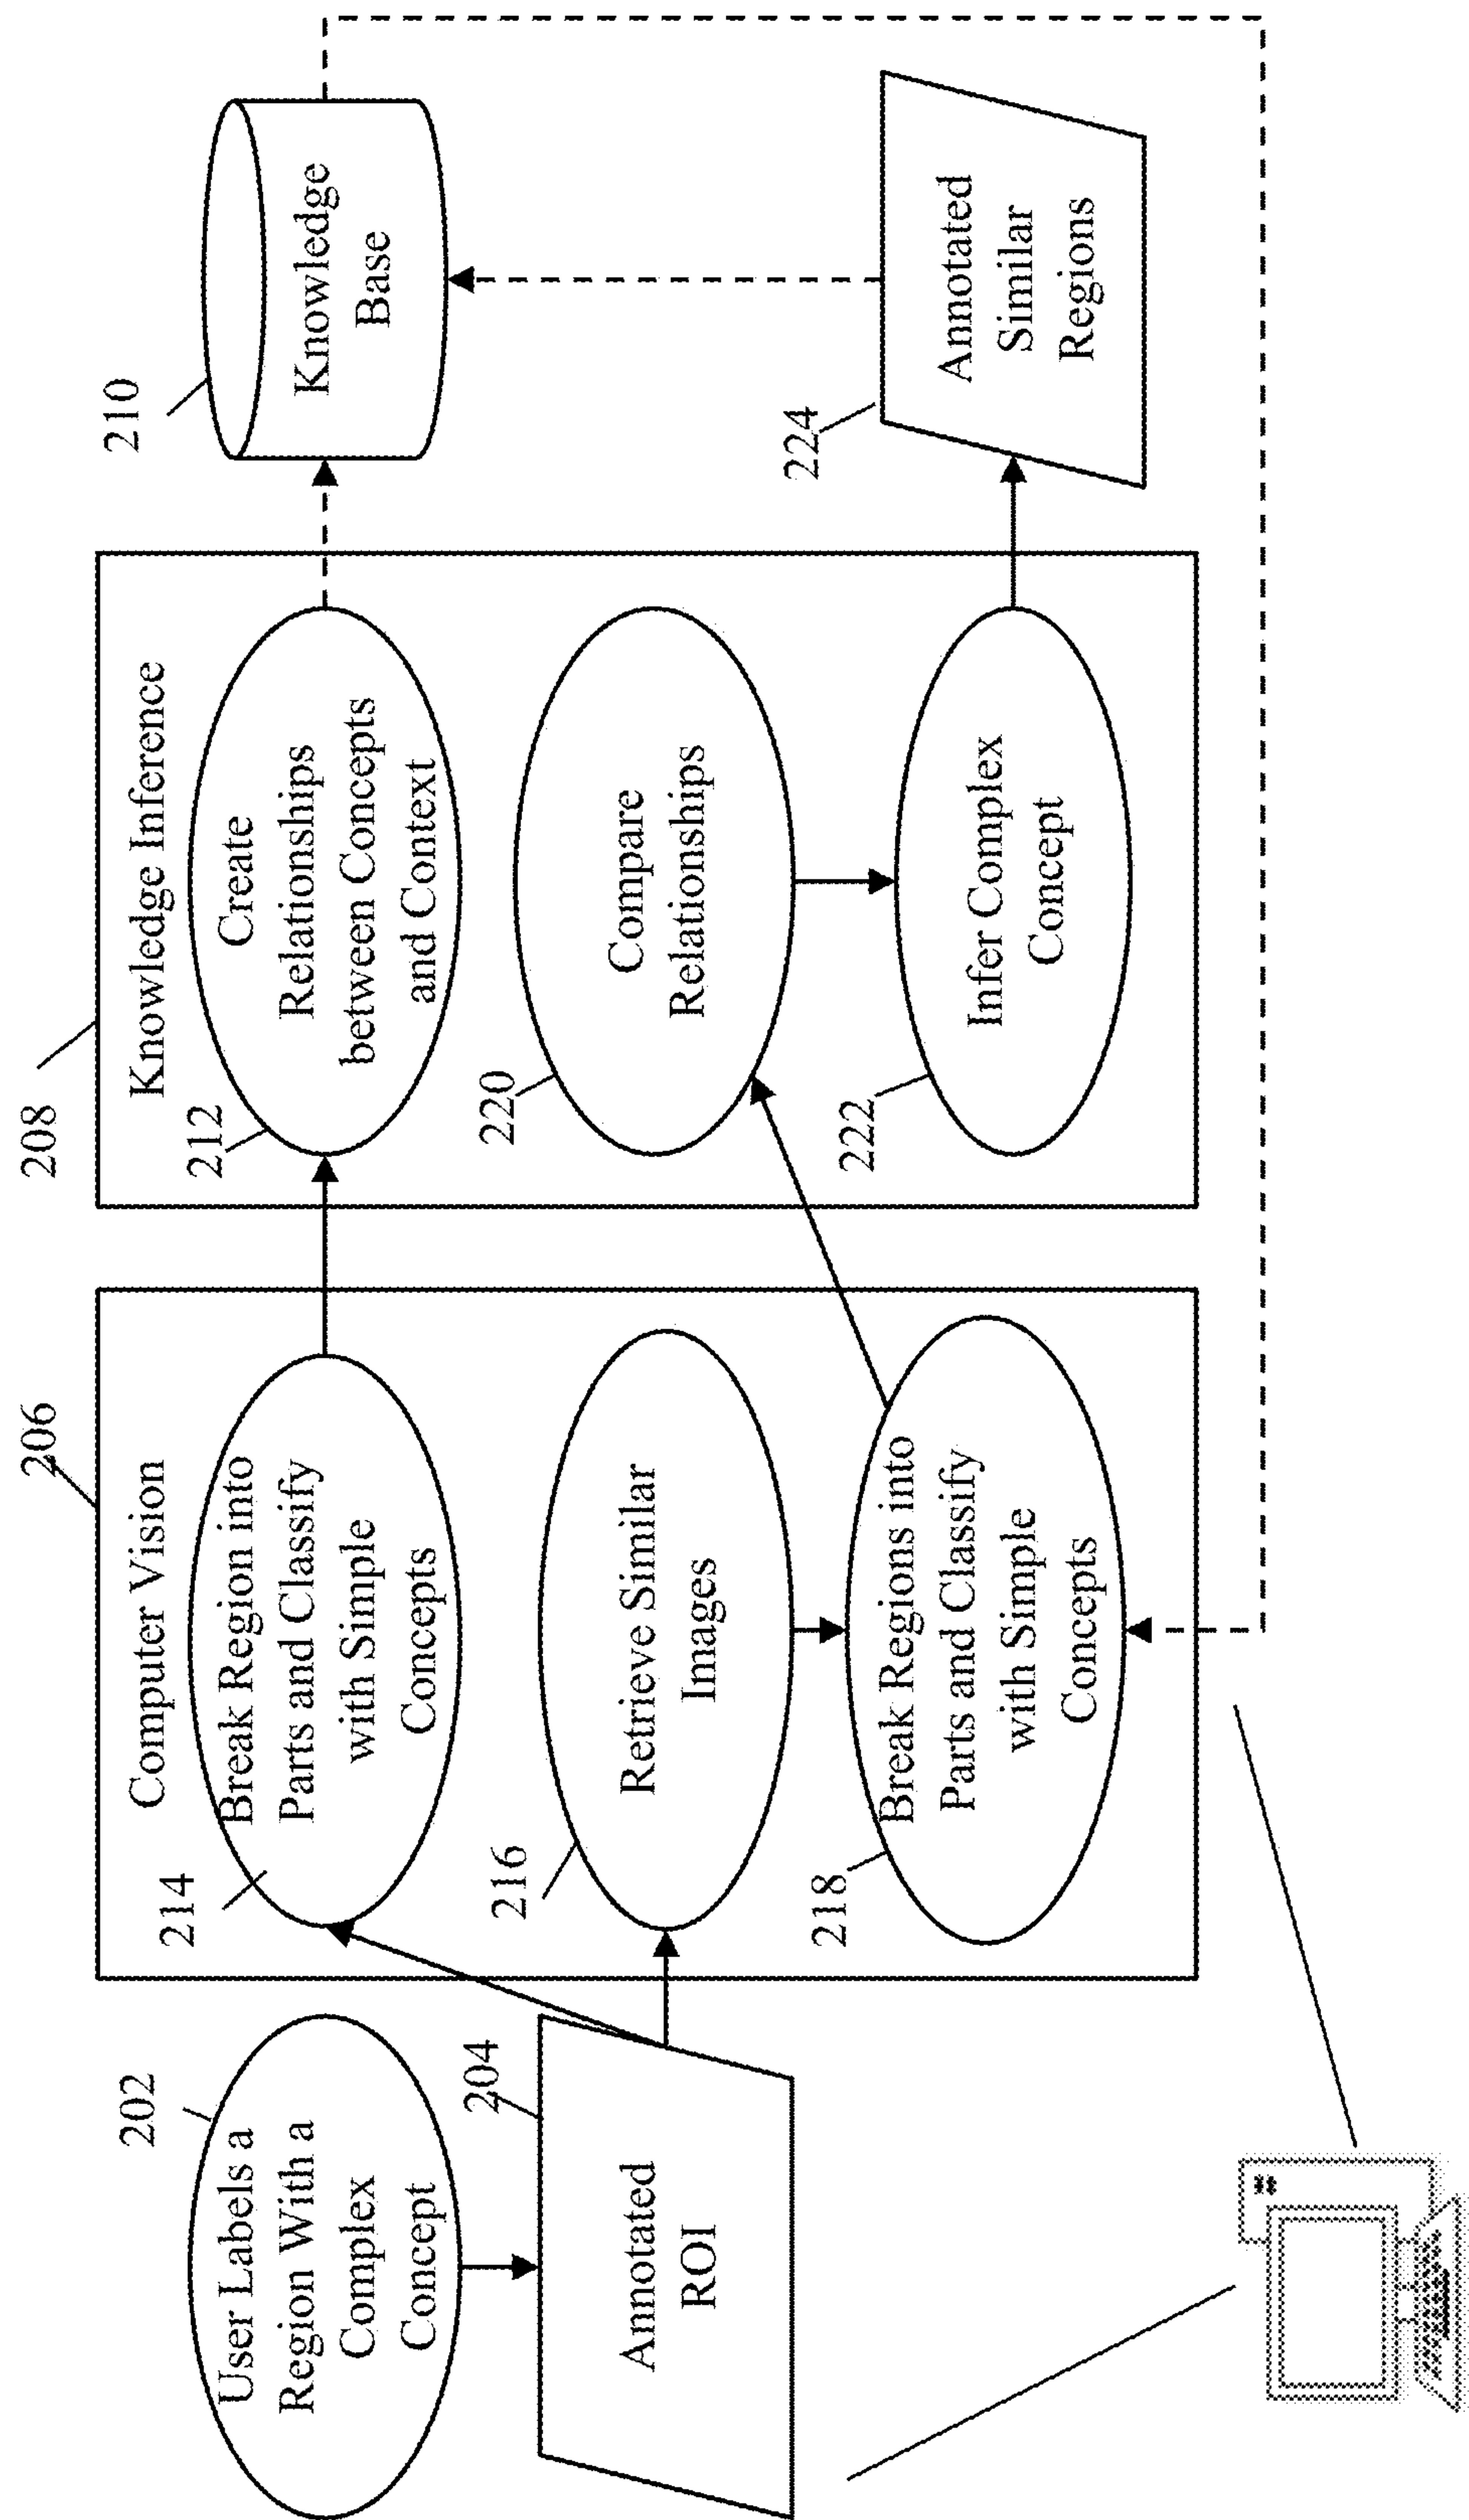 202
User Labels a
Region With a
Complex
Concept
204
Annotated
ROI
206
Computer Vision
214
Break Region into
Parts and Classify
with Simple
Concepts
216
Retrieve Similar
Images
218
Break Regions into
Parts and Classify
with Simple
Concepts
208
Knowledge Inference
212
Create
Relationships
between Concepts
and Context
220
Compare
Relationships
222
Infer Complex
Concept
210
Knowledge
Base
224
Annotated
Similar
Regions